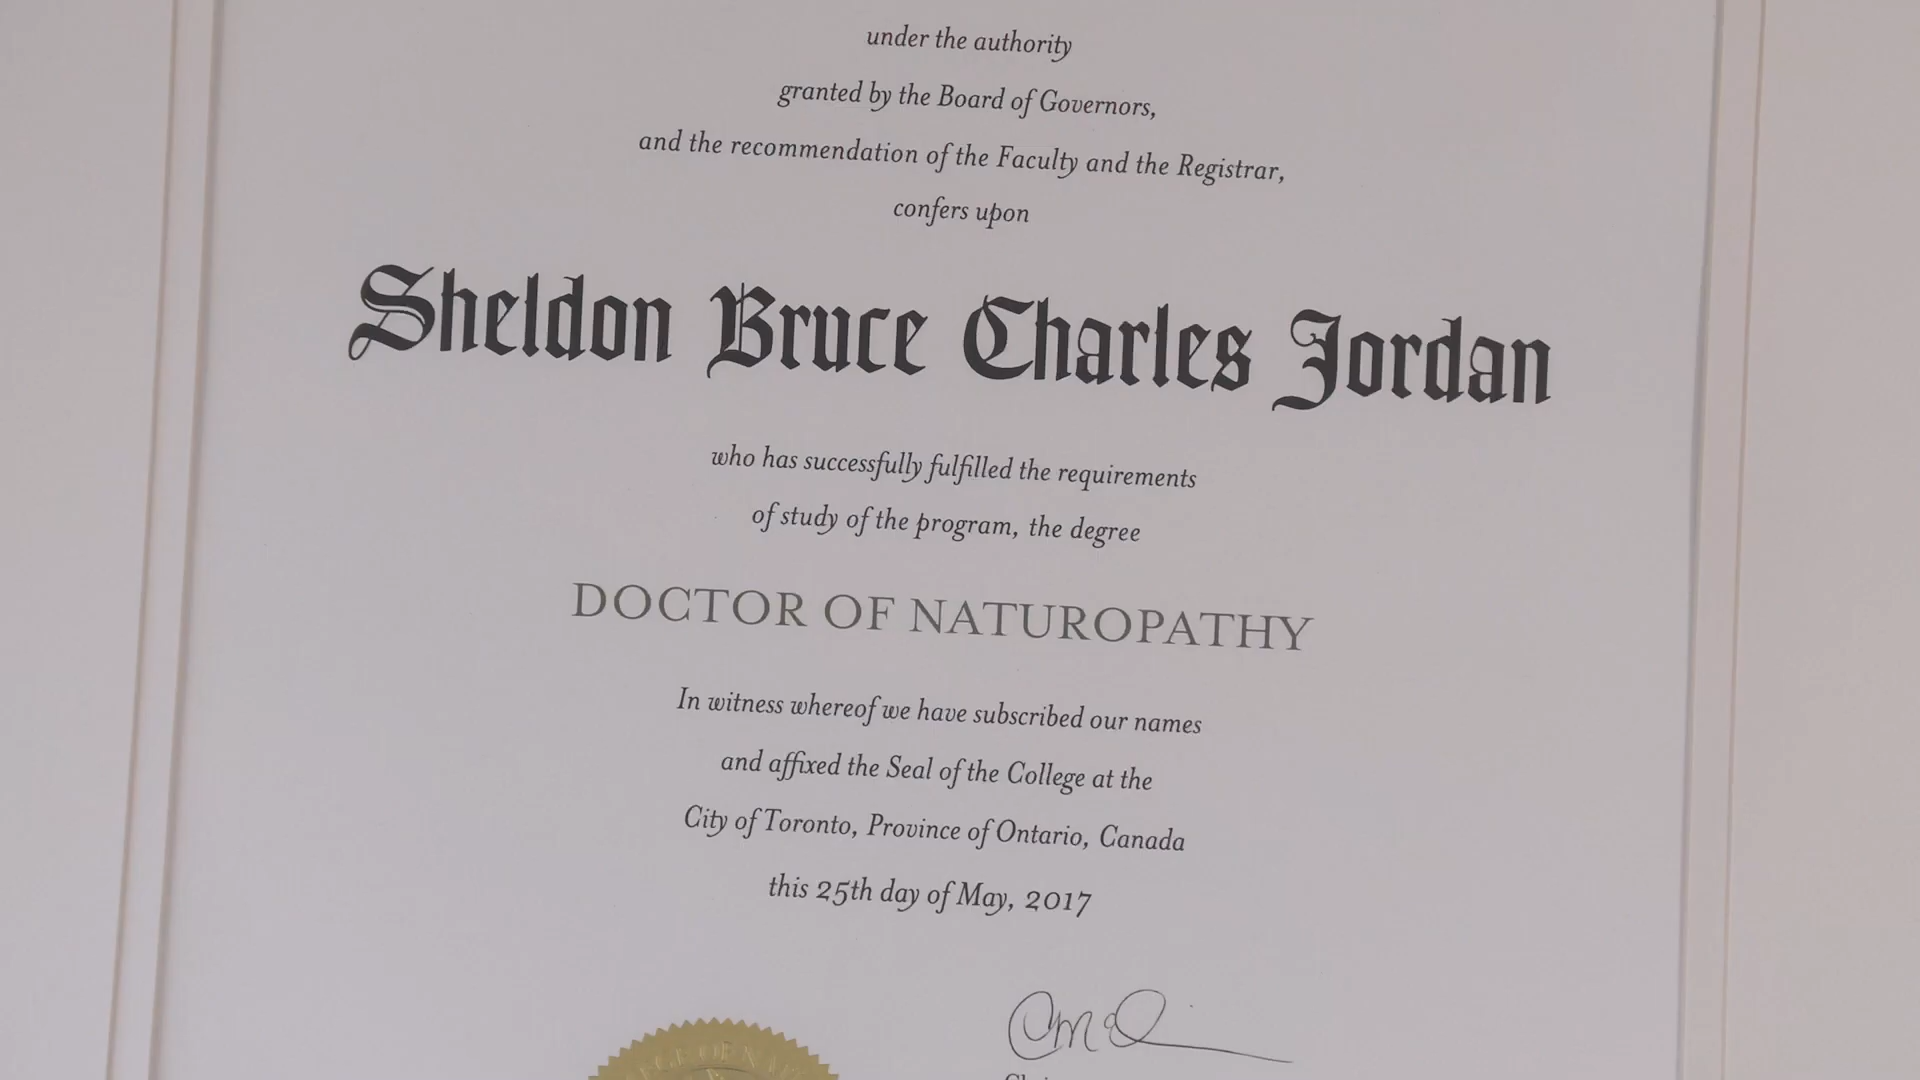 under the authority
granted by the Board of Governors,
and the recommendation of the Faculty and the Registrar,
confers upon
Sheldon Bruce Charles Jordan
who has successfully fulfilled the requirements
of study of the program, the degree
DOCTOR OF NATUROPATHY
In witness whereof we have subscribed our names
and affixed the Seal of the College at the
City of Toronto, Province of Ontario, Canada
this 25th day of May, 2017